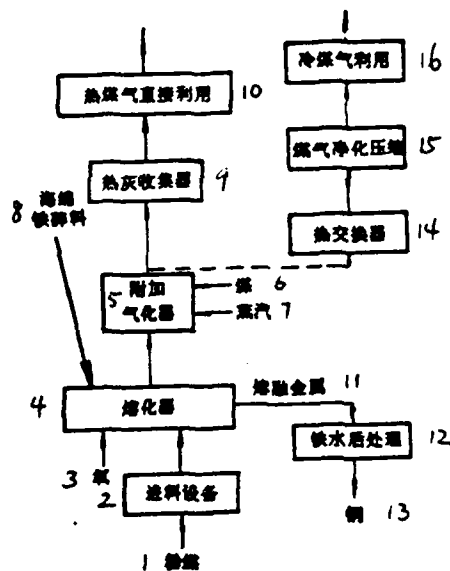 冷煤气利用 16
热煤气直接利用 10
煤气净化压缩 15
热灰收集器 9
海绵
8 铁碎料
热交换器 14
5 附加
气化器
煤 6
蒸汽 7
熔融金属 11
4 熔化器
铁水后处理 12
3 氧
2 进料设备
钢 13
1 粉煤